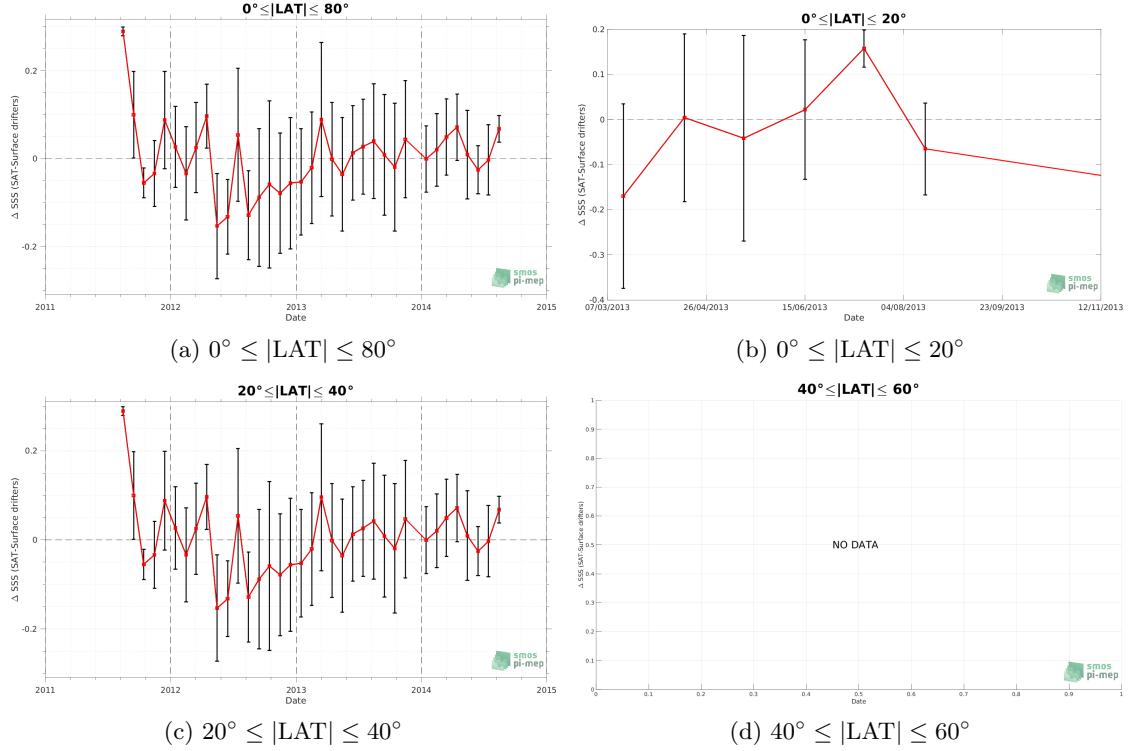 0°≤|LAT|≤ 80°
Δ SSS (SAT-Surface drifters)
0.2
0
-0.2
2011
2012
2013
2014
2015
Date
smos
pi-mep
(a) 0° ≤ |LAT| ≤ 80°
0°≤|LAT|≤ 20°
Δ SSS (SAT-Surface drifters)
0.2
0.1
0
-0.1
-0.2
-0.3
-0.4
07/03/2013
26/04/2013
15/06/2013
04/08/2013
23/09/2013
12/11/2013
Date
smos
pi-mep
(b) 0° ≤ |LAT| ≤ 20°
20°≤|LAT|≤ 40°
Δ SSS (SAT-Surface drifters)
0.2
0
-0.2
2011
2012
2013
2014
2015
Date
smos
pi-mep
(c) 20° ≤ |LAT| ≤ 40°
40°≤|LAT|≤ 60°
Δ SSS (SAT-Surface drifters)
1
0.9
0.8
0.7
0.6
0.5
0.4
0.3
0.2
0.1
0
NO DATA
0
0.1
0.2
0.3
0.4
0.5
0.6
0.7
0.8
0.9
1
Date
smos
pi-mep
(d) 40° ≤ |LAT| ≤ 60°